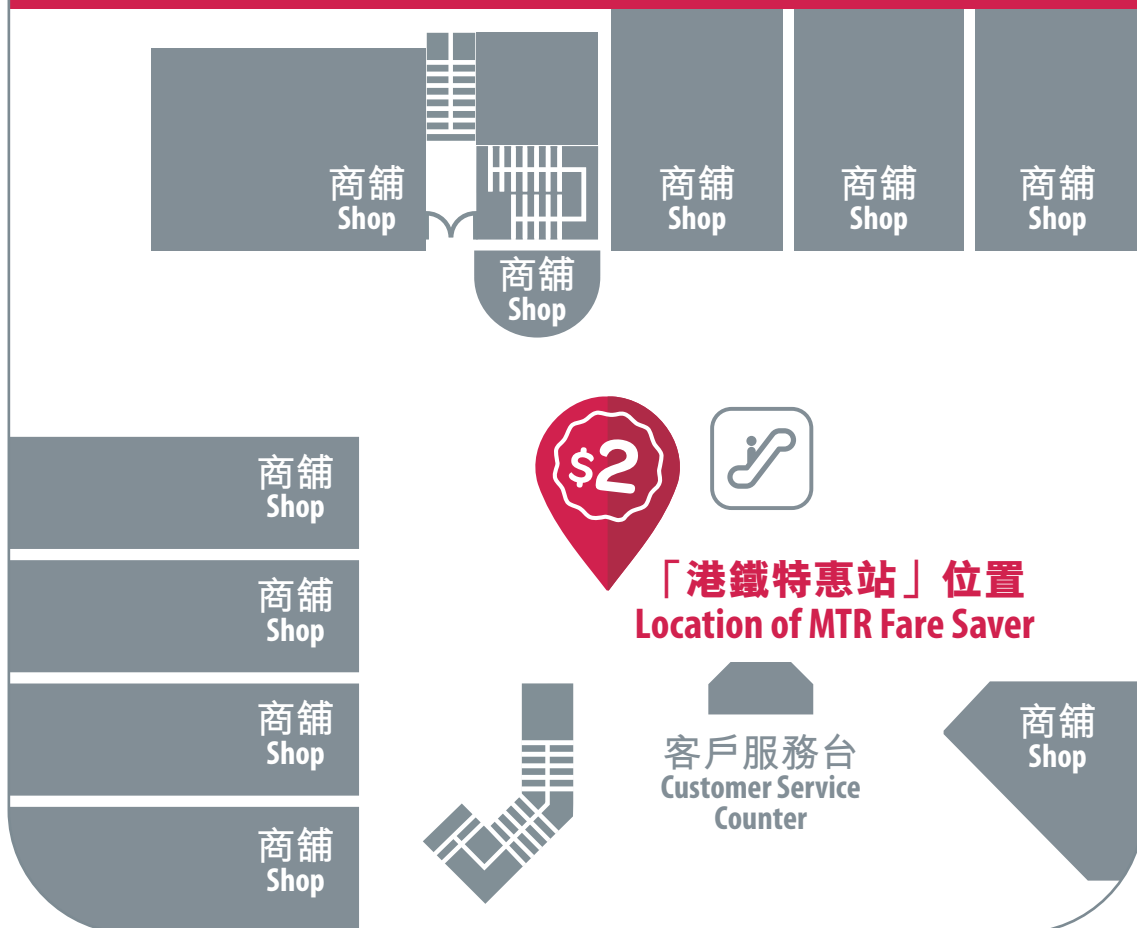 商舖
Shop
商舖
Shop
商舖
Shop
商舖
Shop
商舖
Shop
$2
商舖
Shop
「港鐵特惠站」位置
Location of MTR Fare Saver
商舖
Shop
商舖
Shop
客戶服務台
Customer Service
Counter
商舖
Shop
商舖
Shop